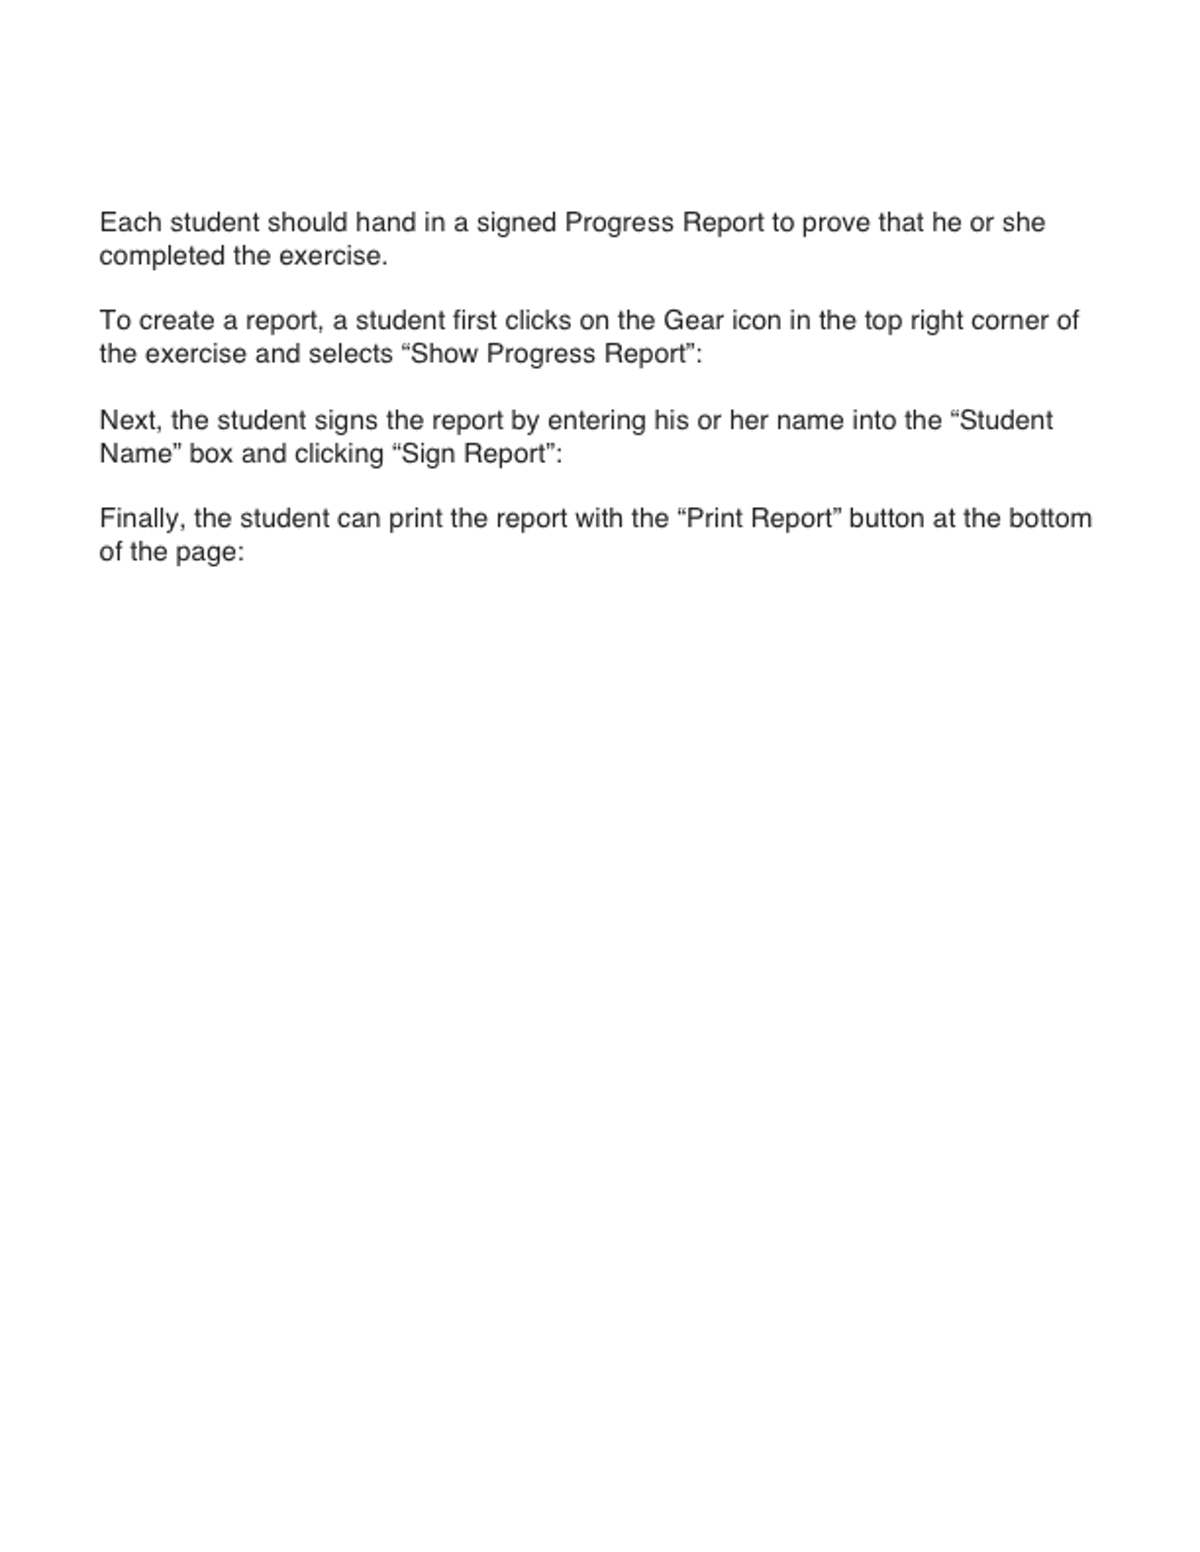 Each student should hand in a signed Progress Report to prove that he or she
completed the exercise.
To create a report, a student first clicks on the Gear icon in the top right corner of
the exercise and selects “Show Progress Report”:
Next, the student signs the report by entering his or her name into the “Student
Name” box and clicking “Sign Report”:
Finally, the student can print the report with the “Print Report” button at the bottom
of the page: